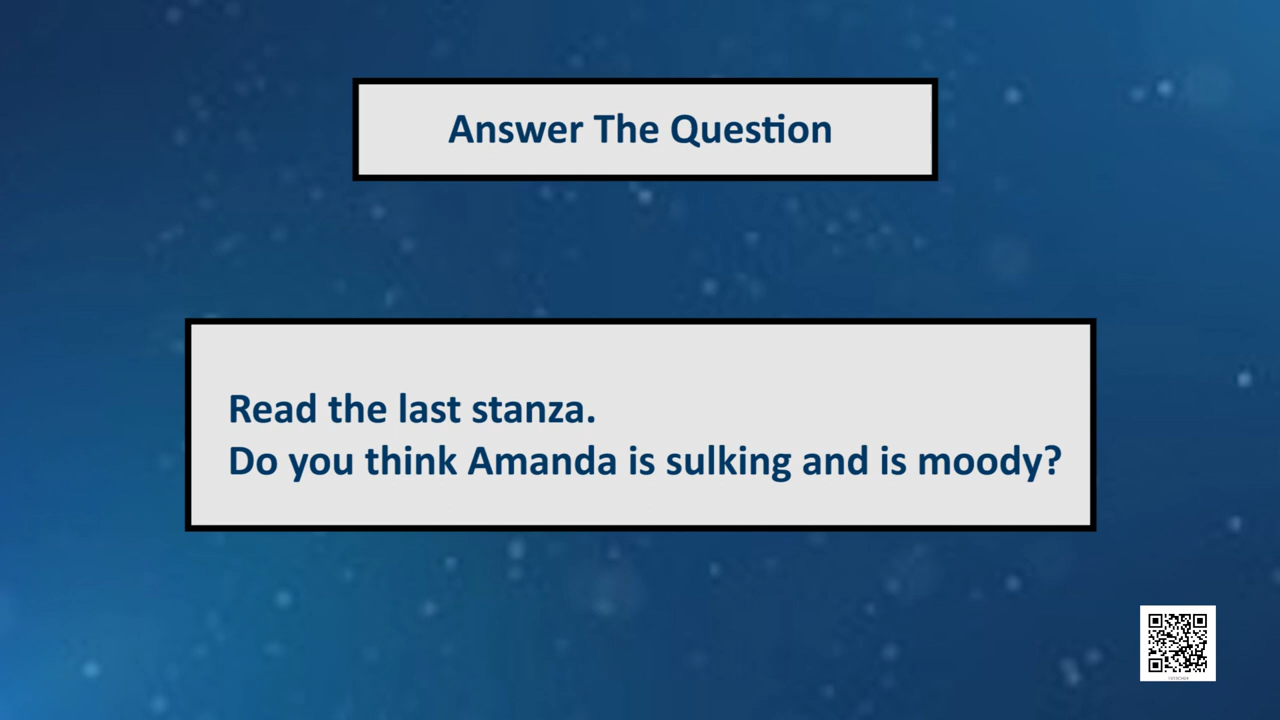 Answer The Question
Read the last stanza.
Do you think Amanda is sulking and is moody?